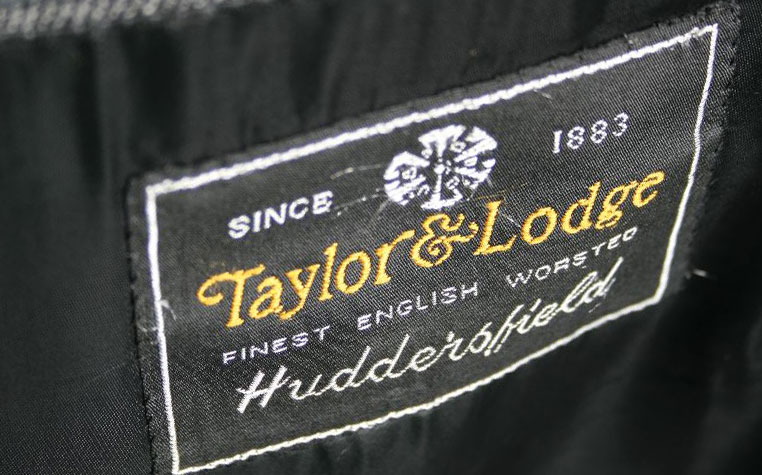 SINCE 1883
Taylor & Lodge
FINEST ENGLISH WORSTED
Huddersfield